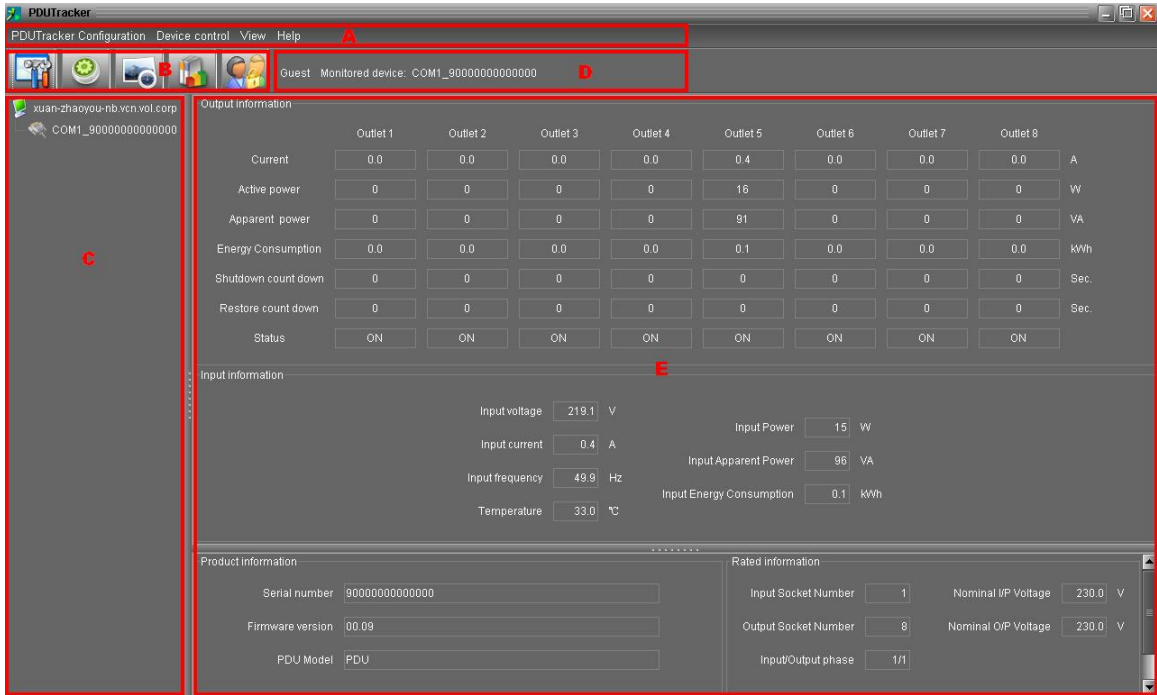 PDUTracker
PDUTracker Configuration Device control View Help
A
B
Guest Monitored device: COM1_90000000000000
D
xuan-zhaoyou-nb.vcn.vol.corp
COM1_90000000000000
C
Output information
Outlet 1 Outlet 2 Outlet 3 Outlet 4 Outlet 5 Outlet 6 Outlet 7 Outlet 8
Current 0.0 0.0 0.0 0.0 0.4 0.0 0.0 0.0 A
Active power 0 0 0 0 16 0 0 0 W
Apparent power 0 0 0 0 91 0 0 0 VA
Energy Consumption 0.0 0.0 0.0 0.0 0.1 0.0 0.0 0.0 kWh
Shutdown count down 0 0 0 0 0 0 0 0 Sec.
Restore count down 0 0 0 0 0 0 0 0 Sec.
Status ON ON ON ON ON ON ON ON
E
Input information
Input voltage 219.1 V
Input current 0.4 A
Input frequency 49.9 Hz
Temperature 33.0 ℃
Input Power 15 W
Input Apparent Power 96 VA
Input Energy Consumption 0.1 kWh
Product information
Serial number 90000000000000
Firmware version 00.09
PDU Model PDU
Rated information
Input Socket Number 1 Nominal I/P Voltage 230.0 V
Output Socket Number 8 Nominal O/P Voltage 230.0 V
Input/Output phase 1/1